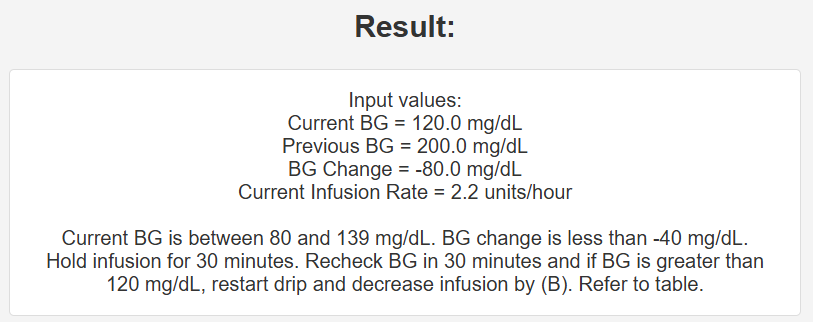 Result:
Input values:
Current BG = 120.0 mg/dL
Previous BG = 200.0 mg/dL
BG Change = -80.0 mg/dL
Current Infusion Rate = 2.2 units/hour
Current BG is between 80 and 139 mg/dL. BG change is less than -40 mg/dL.
Hold infusion for 30 minutes. Recheck BG in 30 minutes and if BG is greater than
120 mg/dL, restart drip and decrease infusion by (B). Refer to table.